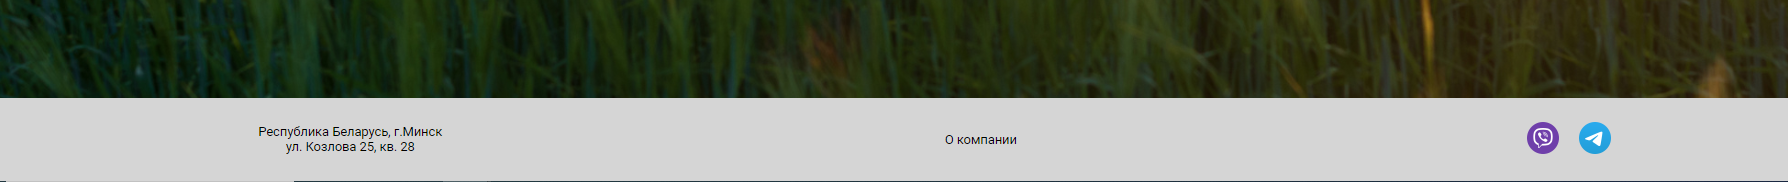 Республика Беларусь, г.Минск
ул. Козлова 25, кв. 28
О компании